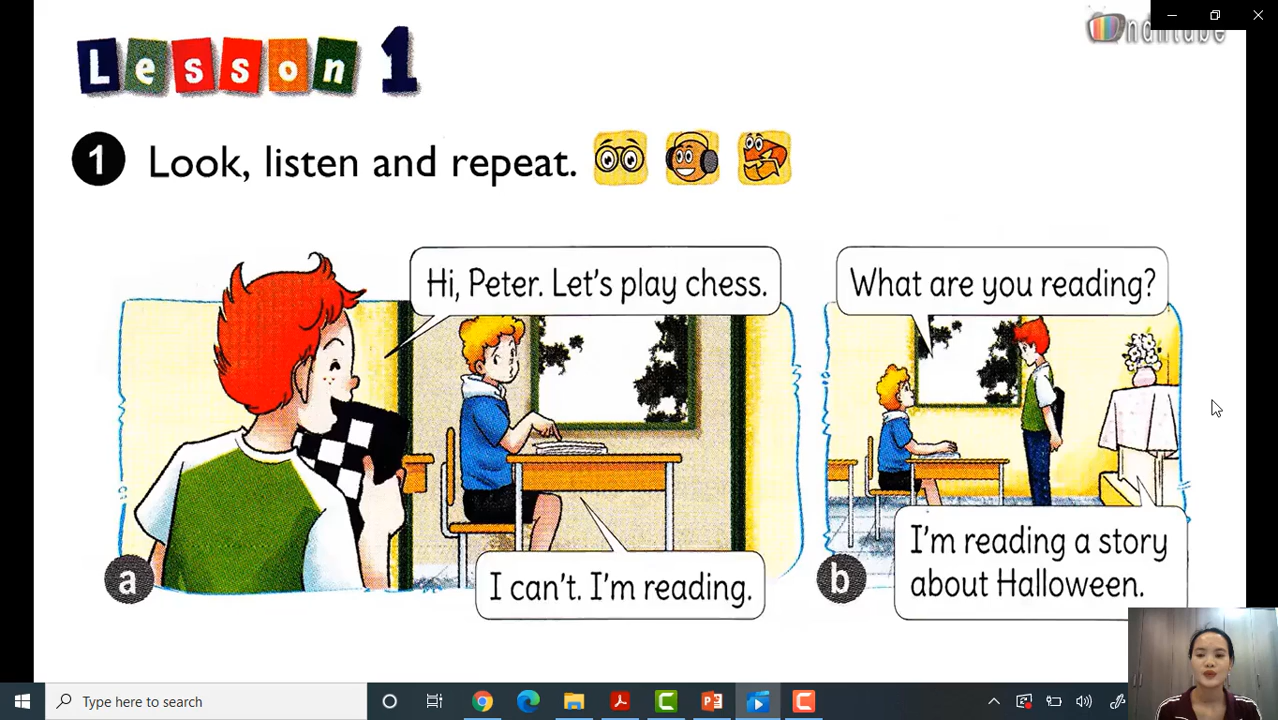 Lesson 1
1 Look, listen and repeat.
Hi, Peter. Let's play chess.
I can't. I'm reading.
a
What are you reading?
I'm reading a story
about Halloween.
b
Type here to search